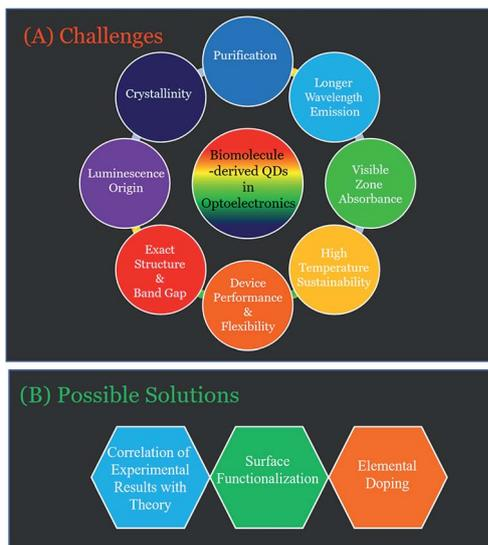 (A) Challenges
Purification
Longer
Wavelength
Emission
Visible
Zone
Absorbance
High
Temperature
Sustainability
Device
Performance
&
Flexibility
Exact
Structure
&
Band Gap
Luminescence
Origin
Crystallinity
Biomolecule
-derived QDs
in
Optoelectronics
(B) Possible Solutions
Correlation of
Experimental
Results with
Theory
Surface
Functionalization
Elemental
Doping